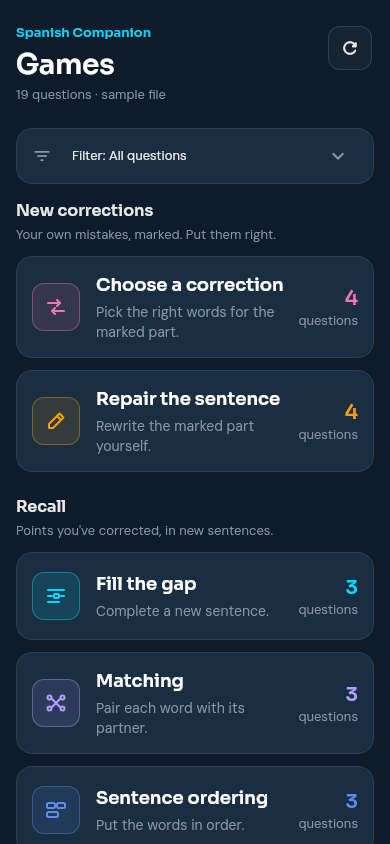 Spanish Companion
Games
19 questions · sample file
Filter: All questions
New corrections
Your own mistakes, marked. Put them right.
Choose a correction
Pick the right words for the
marked part.
4
questions
Repair the sentence
Rewrite the marked part
yourself.
4
questions
Recall
Points you've corrected, in new sentences.
Fill the gap
Complete a new sentence.
3
questions
Matching
Pair each word with its
partner.
3
questions
Sentence ordering
Put the words in order.
3
questions